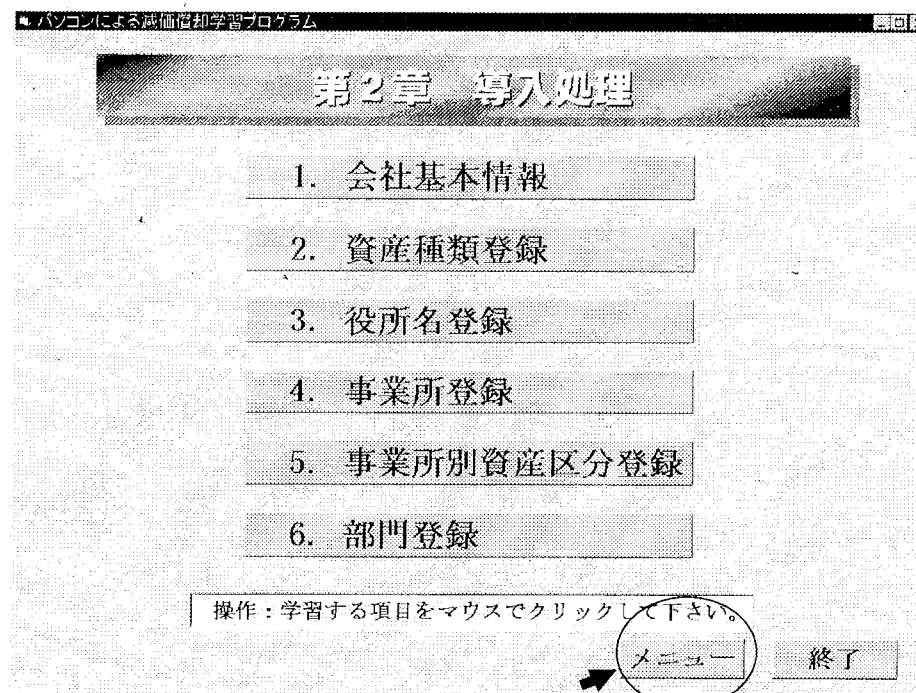 パソコンによる減価償却学習プログラム
第2章 導入処理
1. 会社基本情報
2. 資産種類登録
3. 役所名登録
4. 事業所登録
5. 事業所別資産区分登録
6. 部門登録
操作：学習する項目をマウスでクリックして下さい。
メニュー
終了